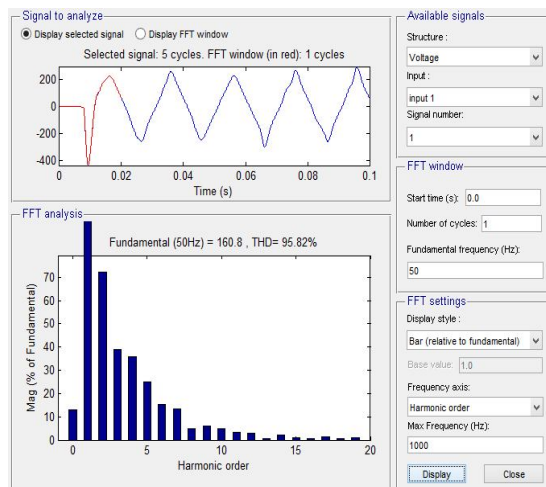 Signal to analyze
Display selected signal Display FFT window
Selected signal: 5 cycles. FFT window (in red): 1 cycles
200
0
-200
-400
0 0.02 0.04 0.06 0.08 0.1
Time (s)
FFT analysis
Fundamental (50Hz) = 160.8 , THD= 95.82%
Mag (% of Fundamental)
70
60
50
40
30
20
10
0
0 5 10 15 20
Harmonic order
Available signals
Structure :
Voltage
Input :
input 1
Signal number:
1
FFT window
Start time (s): 0.0
Number of cycles: 1
Fundamental frequency (Hz):
50
FFT settings
Display style :
Bar (relative to fundamental)
Base value: 1.0
Frequency axis:
Harmonic order
Max Frequency (Hz):
1000
Display Close